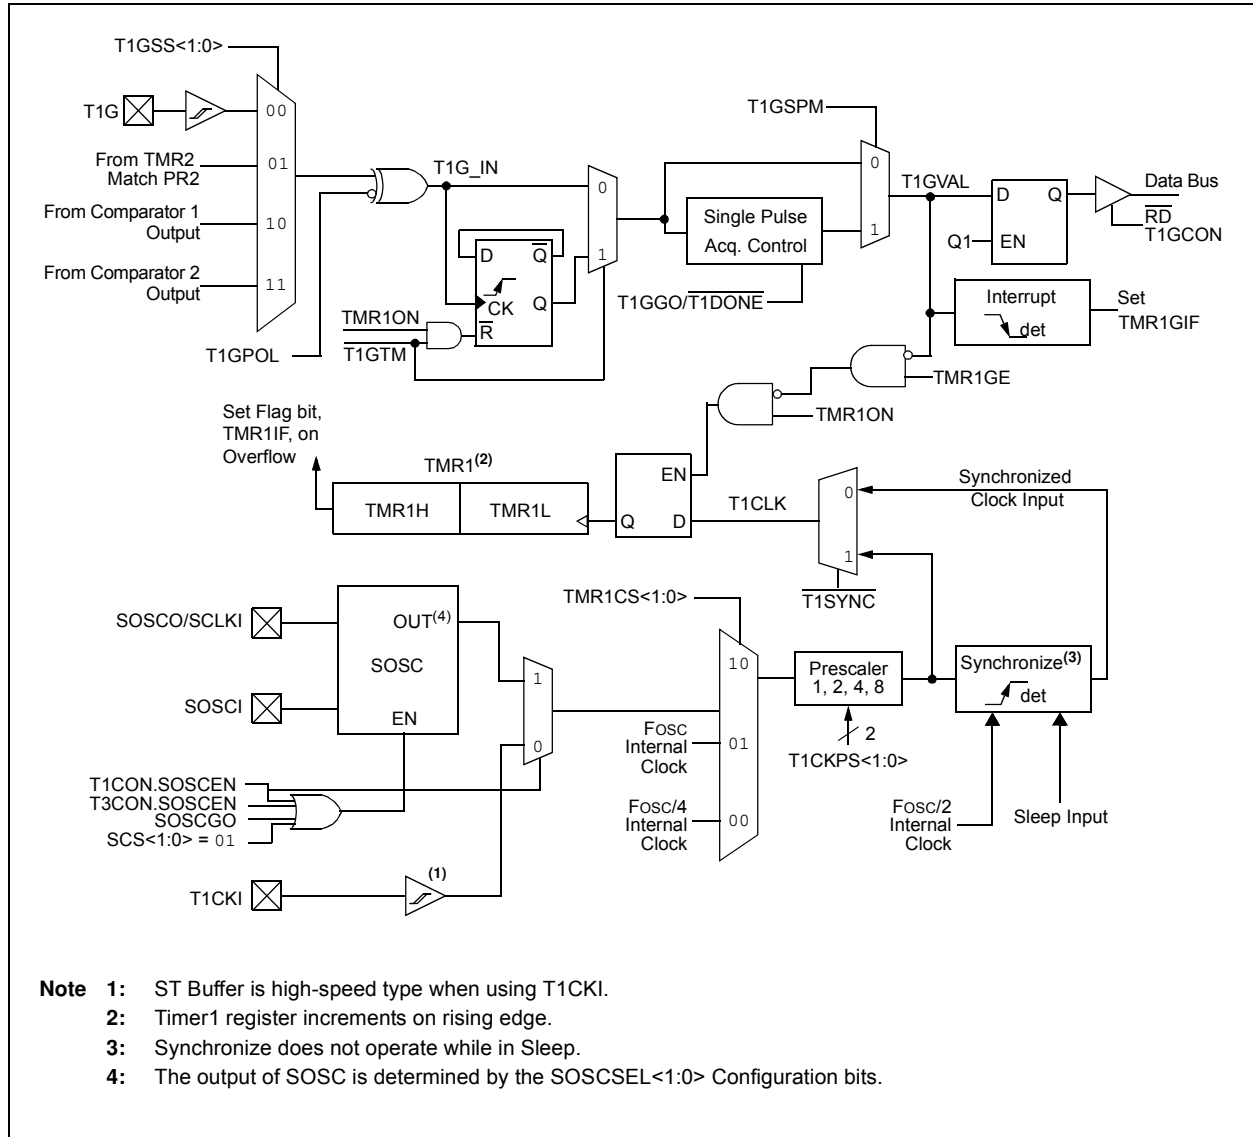 T1GSS<1:0>
T1G
00
From TMR2
Match PR2
01
From Comparator 1
Output
10
From Comparator 2
Output
11
T1GPOL
T1G_IN
0
1
D
Q
CK
Q
R
TMR1ON
T1GTM
T1GSPM
Single Pulse
Acq. Control
T1GGO/T1DONE
0
1
T1GVAL
D
Q
Q1
EN
Data Bus
RD
T1GCON
Interrupt
det
Set
TMR1GIF
TMR1GE
TMR1ON
Set Flag bit,
TMR1IF, on
Overflow
TMR1(2)
TMR1H
TMR1L
EN
Q
D
T1CLK
0
1
T1SYNC
Synchronized
Clock Input
SOSCO/SCLKI
OUT(4)
SOSC
SOSCI
EN
1
0
T1CON.SOSCEN
T3CON.SOSCEN
SOSCGO
SCS<1:0> = 01
T1CKI
(1)
TMR1CS<1:0>
10
FOSC
Internal
Clock
01
FOSC/4
Internal
Clock
00
Prescaler
1, 2, 4, 8
2
T1CKPS<1:0>
Synchronize(3)
det
FOSC/2
Internal
Clock
Sleep Input
Note 1: ST Buffer is high-speed type when using T1CKI.
2: Timer1 register increments on rising edge.
3: Synchronize does not operate while in Sleep.
4: The output of SOSC is determined by the SOSCSEL<1:0> Configuration bits.